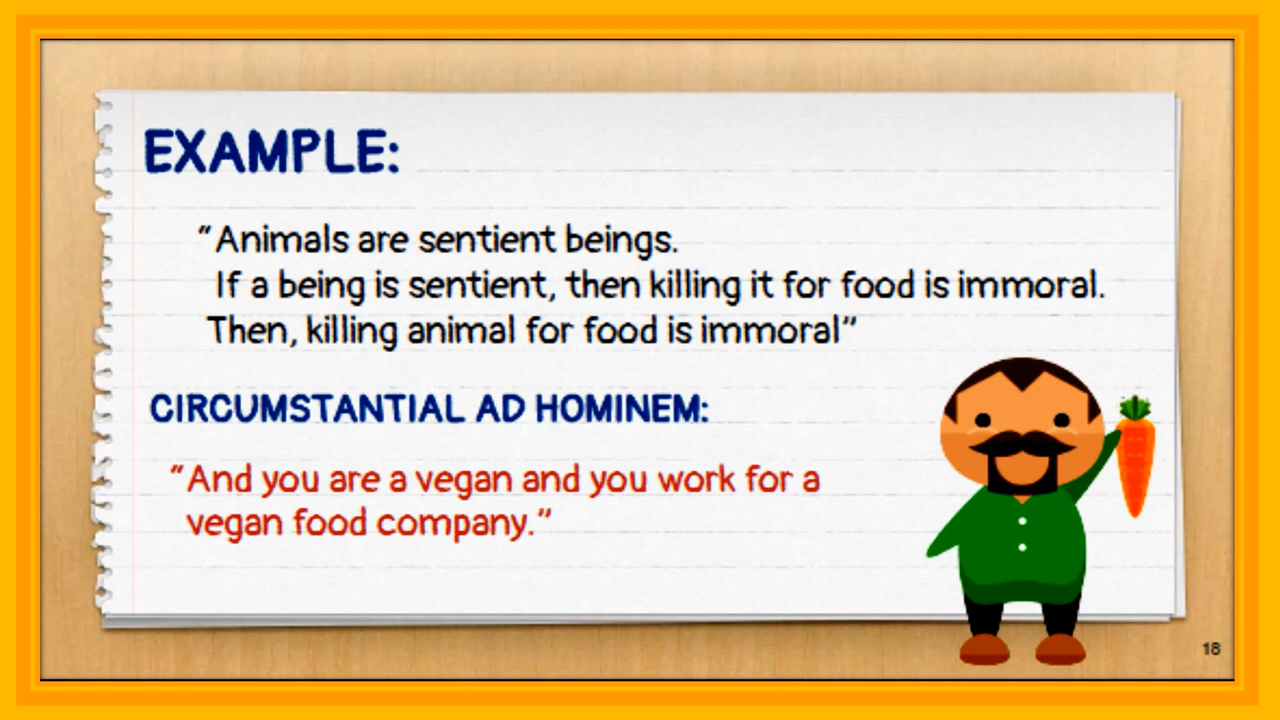 EXAMPLE:
“Animals are sentient beings.
If a being is sentient, then killing it for food is immoral.
Then, killing animal for food is immoral”
CIRCUMSTANTIAL AD HOMINEM:
“And you are a vegan and you work for a
vegan food company.”
18